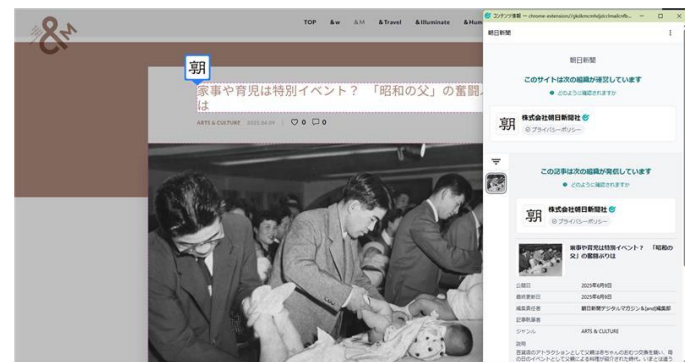 &M
TOP &w &M &Travel &Illuminate
朝
家事や育児は特別イベント? 「昭和の父」の奮闘
は
ARTS & CULTURE 2025.06.09 ♡ 0 0
コンテンツ情報
朝日新聞
朝日新聞
このサイトは次の組織が運営しています
どのように確認されますか
朝 株式会社朝日新聞社
プライバシーポリシー
この記事は次の組織が発信しています
どのように確認されますか
朝 株式会社朝日新聞社
プライバシーポリシー
家事や育児は特別イベント? 「昭和の
父」の奮闘ぶりは
公開日 2025年6月9日
最終更新日 2025年6月9日
編集責任者 朝日新聞デジタルマガジン&[and]編集部
記事執筆者
ジャンル ARTS & CULTURE
説明